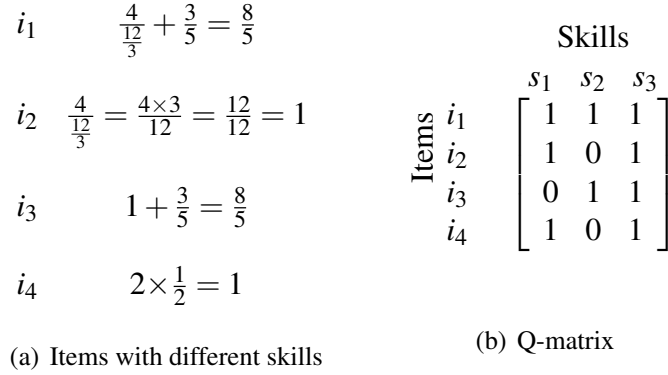 i₁ 4/(12/3) + 3/5 = 8/5
i₂ 4/(12/3) = (4×3)/12 = 12/12 = 1
i₃ 1 + 3/5 = 8/5
i₄ 2 × 1/2 = 1
(a) Items with different skills
Skills
s₁ s₂ s₃
Items
i₁ 1 1 1
i₂ 1 0 1
i₃ 0 1 1
i₄ 1 0 1
(b) Q-matrix